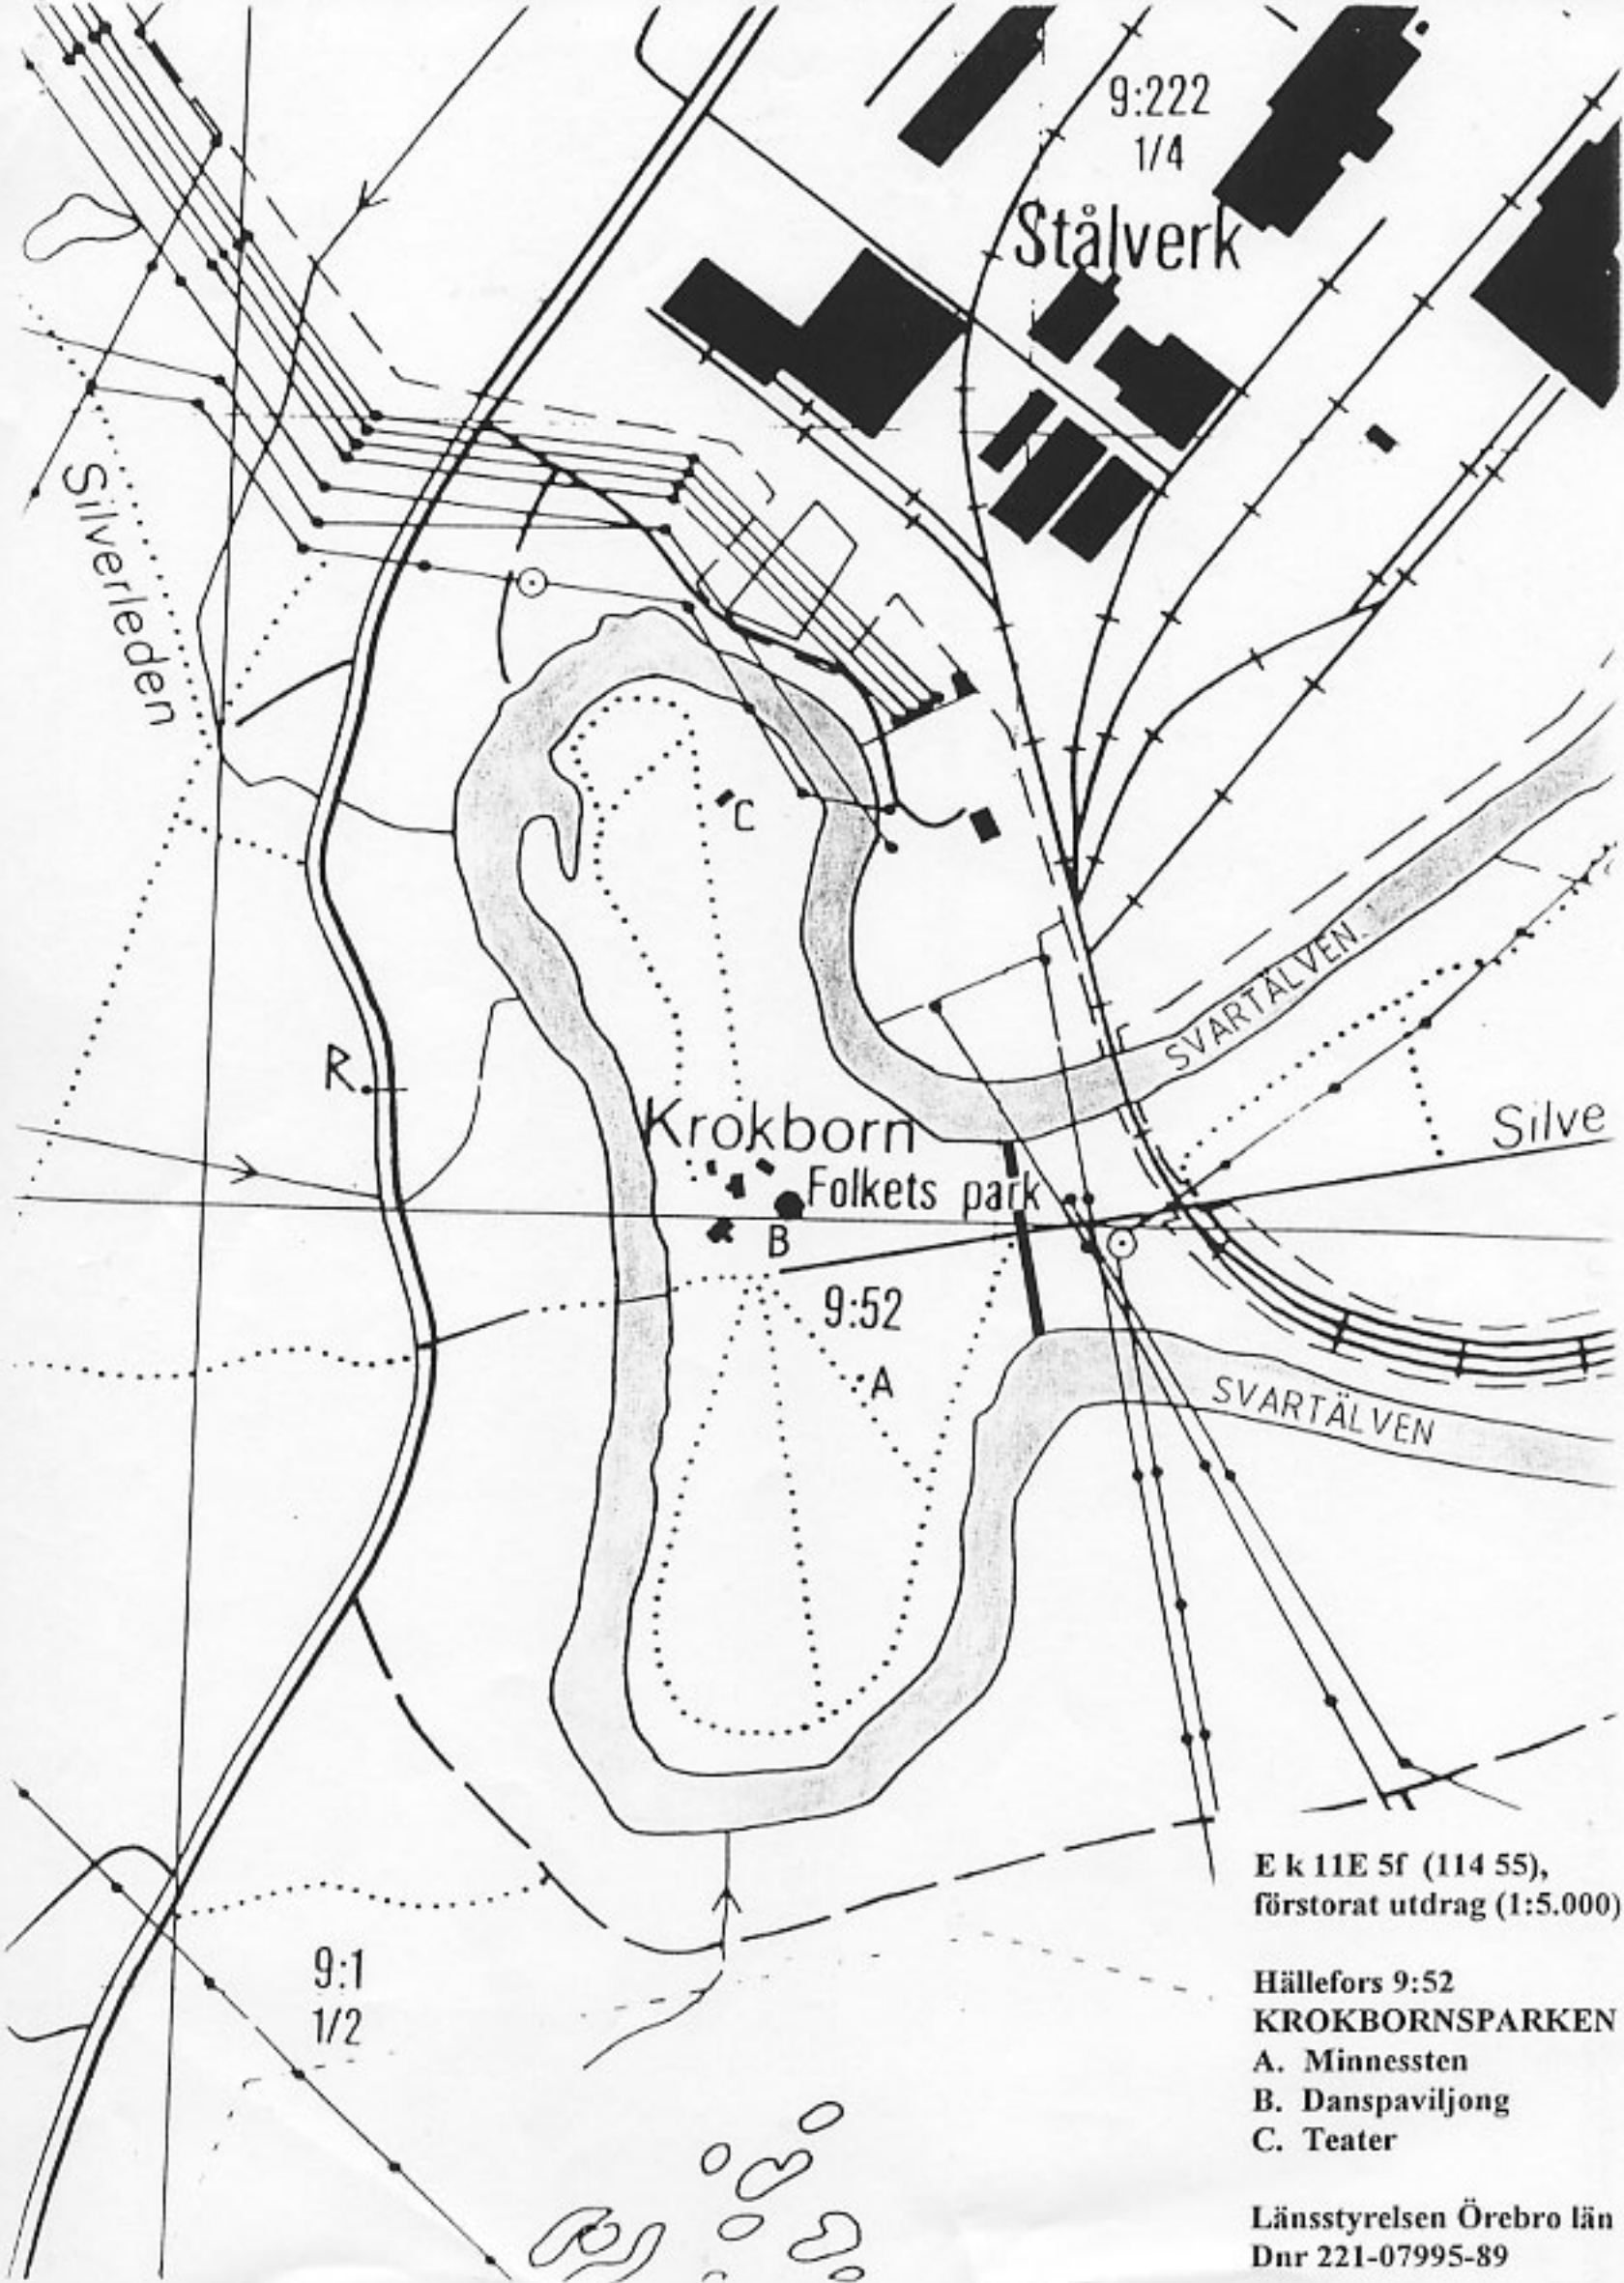 9:222
1/4
Stålverk
Silverleden
C
SVARTÄLVEN
R
Krokborn
Folkets park
B
Silve
9:52
A
SVARTÄLVEN
9:1
1/2
E k 11E 5f (114 55),
förstorat utdrag (1:5.000)
Hällefors 9:52
KROKBORNSPARKEN
A. Minnessten
B. Danspaviljong
C. Teater
Länsstyrelsen Örebro län
Dnr 221-07995-89